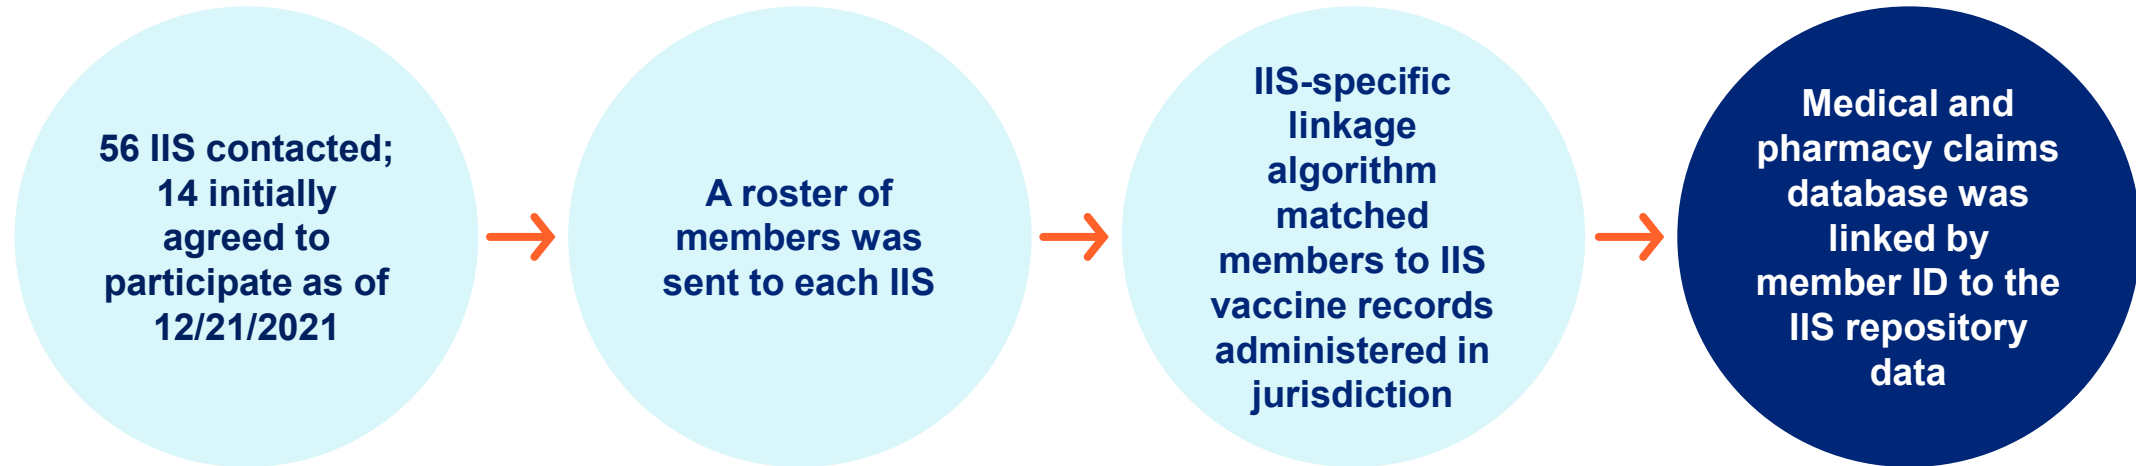 56 IIS contacted;
14 initially
agreed to
participate as of
12/21/2021
A roster of
members was
sent to each IIS
IIS-specific
linkage
algorithm
matched
members to IIS
vaccine records
administered in
jurisdiction
Medical and
pharmacy claims
database was
linked by
member ID to the
IIS repository
data